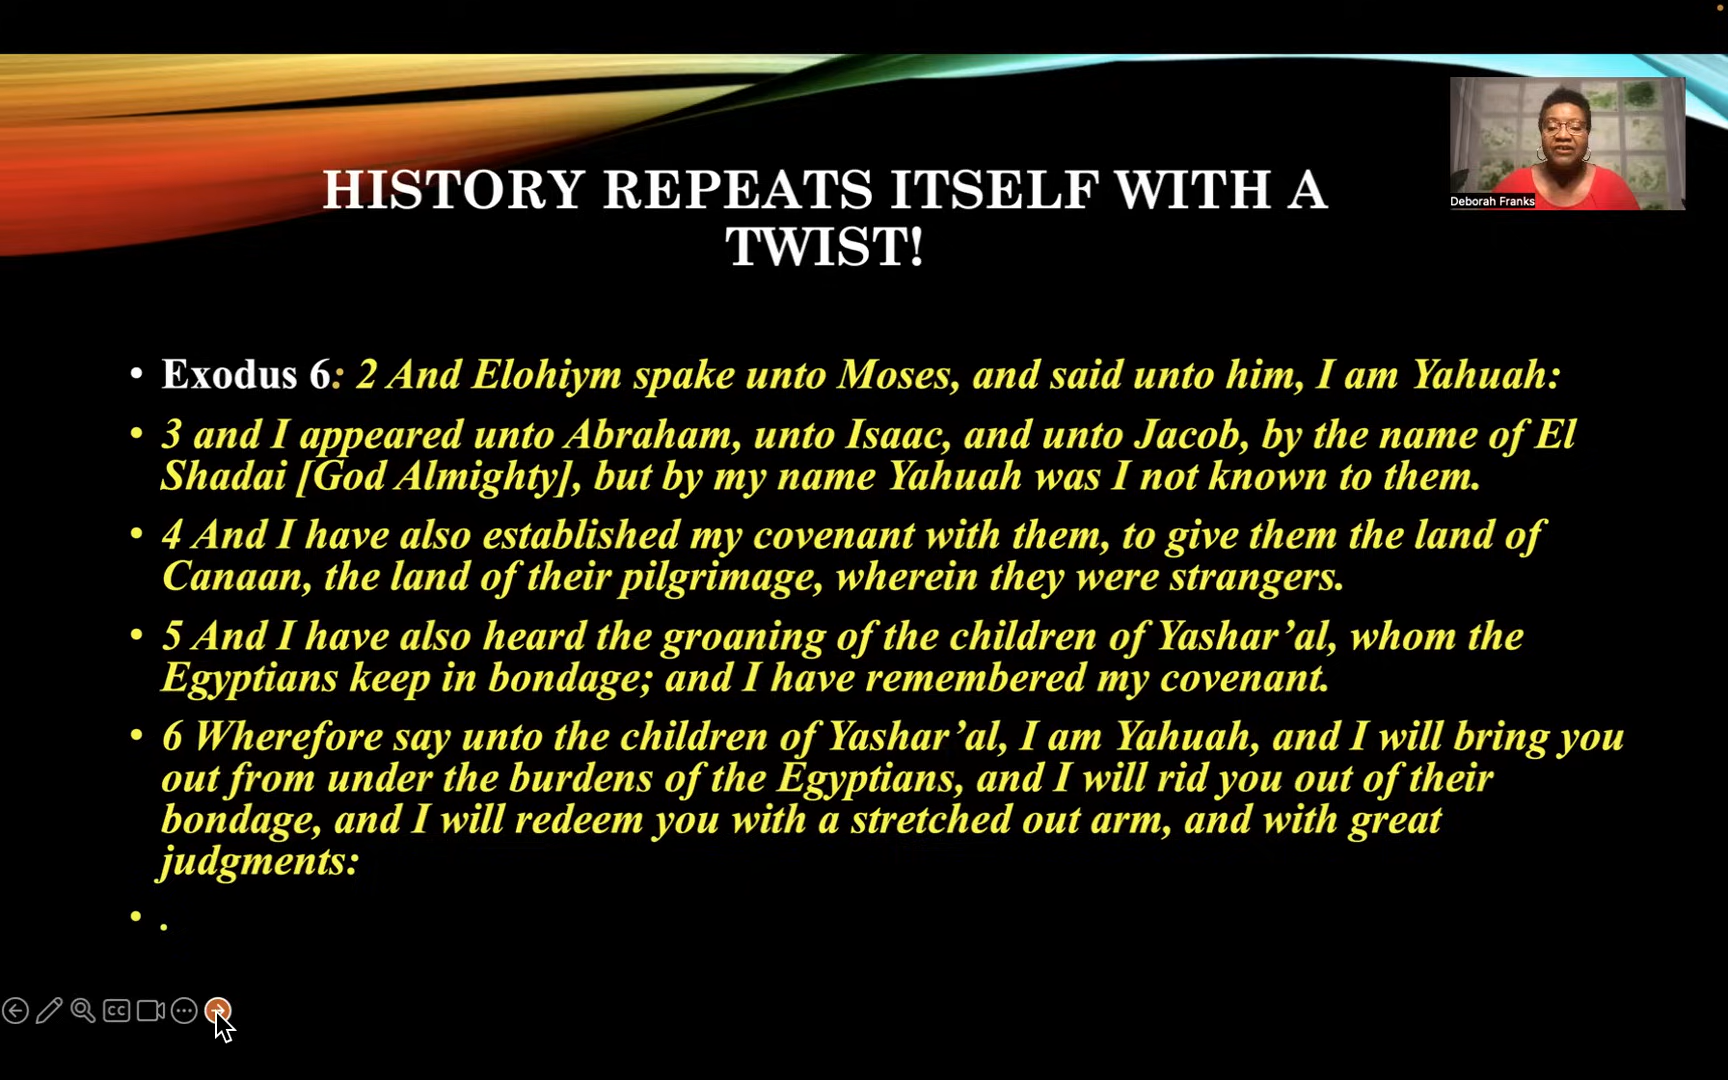 HISTORY REPEATS ITSELF WITH A
TWIST!
Deborah Franks
• Exodus 6: 2 And Elohiym spake unto Moses, and said unto him, I am Yahuah:
• 3 and I appeared unto Abraham, unto Isaac, and unto Jacob, by the name of El
Shadai [God Almighty], but by my name Yahuah was I not known to them.
• 4 And I have also established my covenant with them, to give them the land of
Canaan, the land of their pilgrimage, wherein they were strangers.
• 5 And I have also heard the groaning of the children of Yashar’al, whom the
Egyptians keep in bondage; and I have remembered my covenant.
• 6 Wherefore say unto the children of Yashar’al, I am Yahuah, and I will bring you
out from under the burdens of the Egyptians, and I will rid you out of their
bondage, and I will redeem you with a stretched out arm, and with great
judgments:
• .
CC